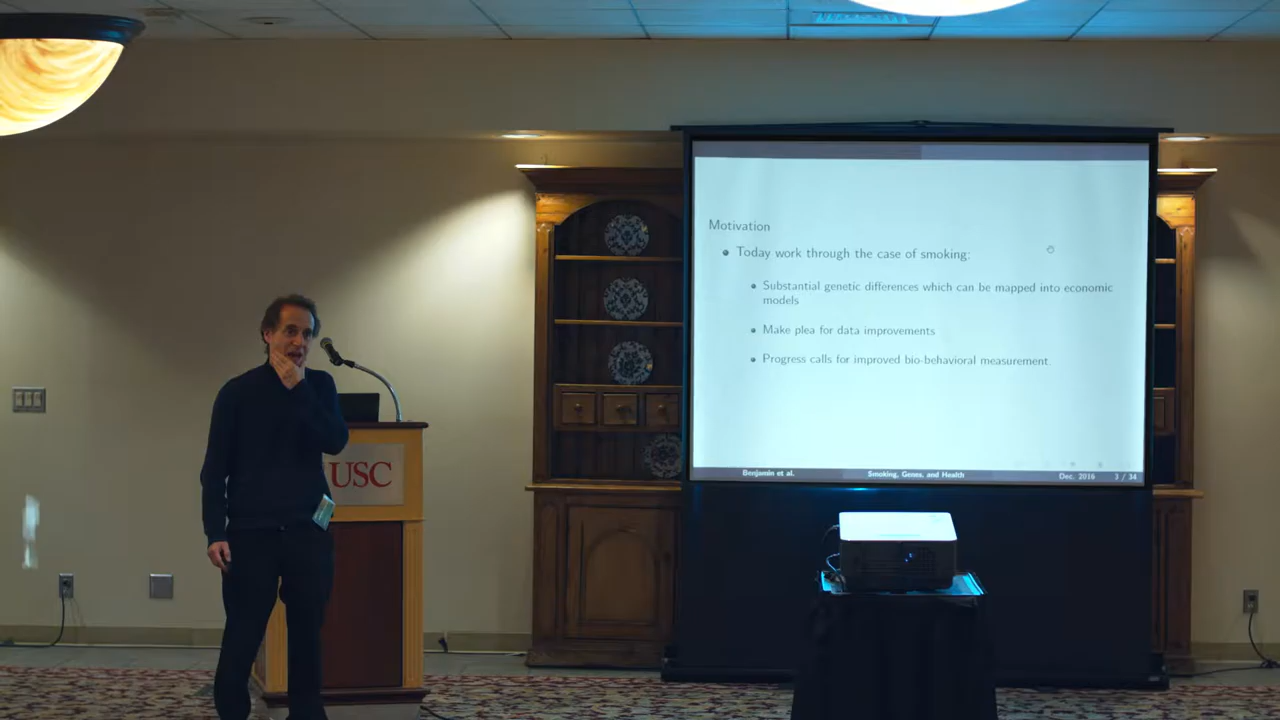 USC
Motivation
Today work through the case of smoking:
Substantial genetic differences which can be mapped into economic
models
Make plea for data improvements
Progress calls for improved bio-behavioral measurement.
Benjamin et al. Smoking, Genes, and Health Dec. 2016 3 / 34